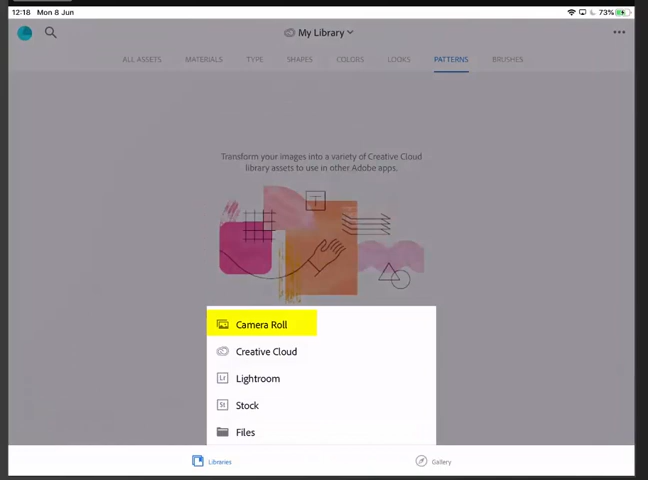 12:18 Mon 8 Jun
73%
My Library
ALL ASSETS MATERIALS TYPE SHAPES COLORS LOOKS PATTERNS BRUSHES
Transform your images into a variety of Creative Cloud
library assets to use in other Adobe apps.
T
Camera Roll
Creative Cloud
Lr Lightroom
St Stock
Files
Libraries Gallery